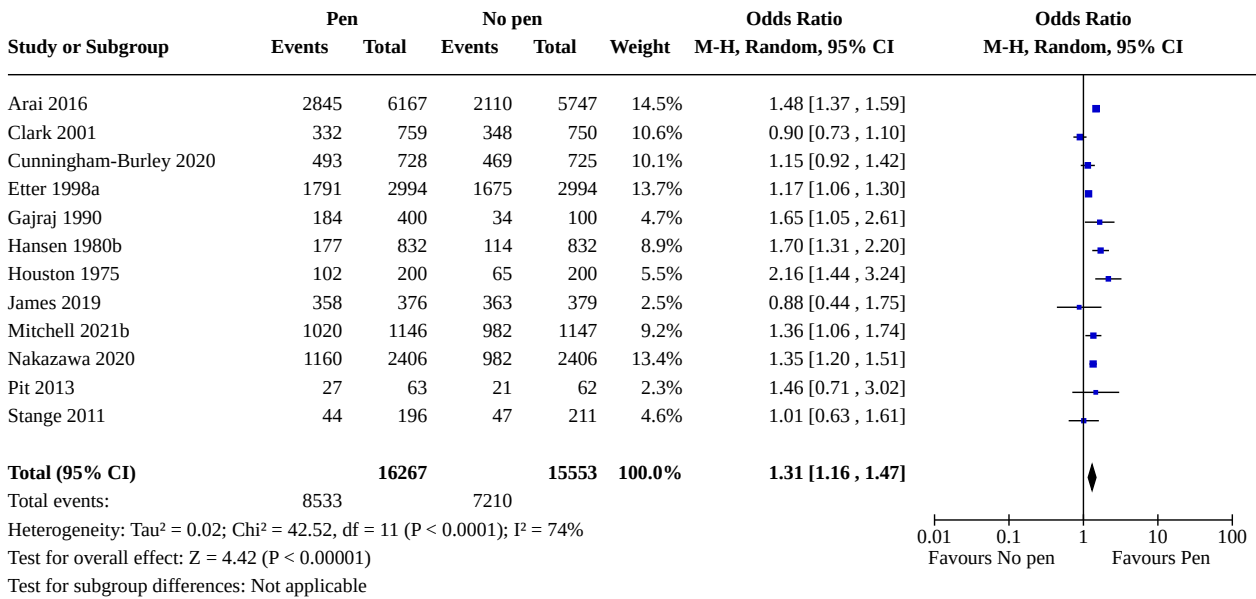 Pen No pen Odds Ratio Odds Ratio
Study or Subgroup Events Total Events Total Weight M-H, Random, 95% CI M-H, Random, 95% CI
Arai 2016 2845 6167 2110 5747 14.5% 1.48 [1.37 , 1.59]
Clark 2001 332 759 348 750 10.6% 0.90 [0.73 , 1.10]
Cunningham-Burley 2020 493 728 469 725 10.1% 1.15 [0.92 , 1.42]
Etter 1998a 1791 2994 1675 2994 13.7% 1.17 [1.06 , 1.30]
Gajraj 1990 184 400 34 100 4.7% 1.65 [1.05 , 2.61]
Hansen 1980b 177 832 114 832 8.9% 1.70 [1.31 , 2.20]
Houston 1975 102 200 65 200 5.5% 2.16 [1.44 , 3.24]
James 2019 358 376 363 379 2.5% 0.88 [0.44 , 1.75]
Mitchell 2021b 1020 1146 982 1147 9.2% 1.36 [1.06 , 1.74]
Nakazawa 2020 1160 2406 982 2406 13.4% 1.35 [1.20 , 1.51]
Pit 2013 27 63 21 62 2.3% 1.46 [0.71 , 3.02]
Stange 2011 44 196 47 211 4.6% 1.01 [0.63 , 1.61]
Total (95% CI) 16267 15553 100.0% 1.31 [1.16 , 1.47]
Total events: 8533 7210
Heterogeneity: Tau² = 0.02; Chi² = 42.52, df = 11 (P < 0.0001); I² = 74%
Test for overall effect: Z = 4.42 (P < 0.00001)
Test for subgroup differences: Not applicable
0.01 0.1 1 10 100
Favours No pen Favours Pen